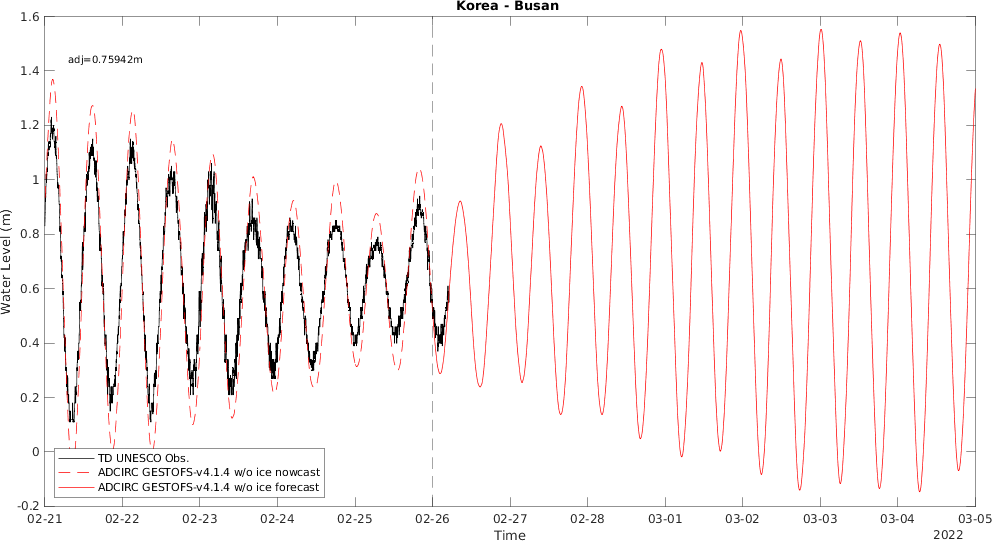 Korea - Busan
adj=0.75942m
Water Level (m)
1.6
1.4
1.2
1
0.8
0.6
0.4
0.2
0
-0.2
TD UNESCO Obs.
ADCIRC GESTOFS-v4.1.4 w/o ice nowcast
ADCIRC GESTOFS-v4.1.4 w/o ice forecast
02-21 02-22 02-23 02-24 02-25 02-26 02-27 02-28 03-01 03-02 03-03 03-04 03-05
Time
2022